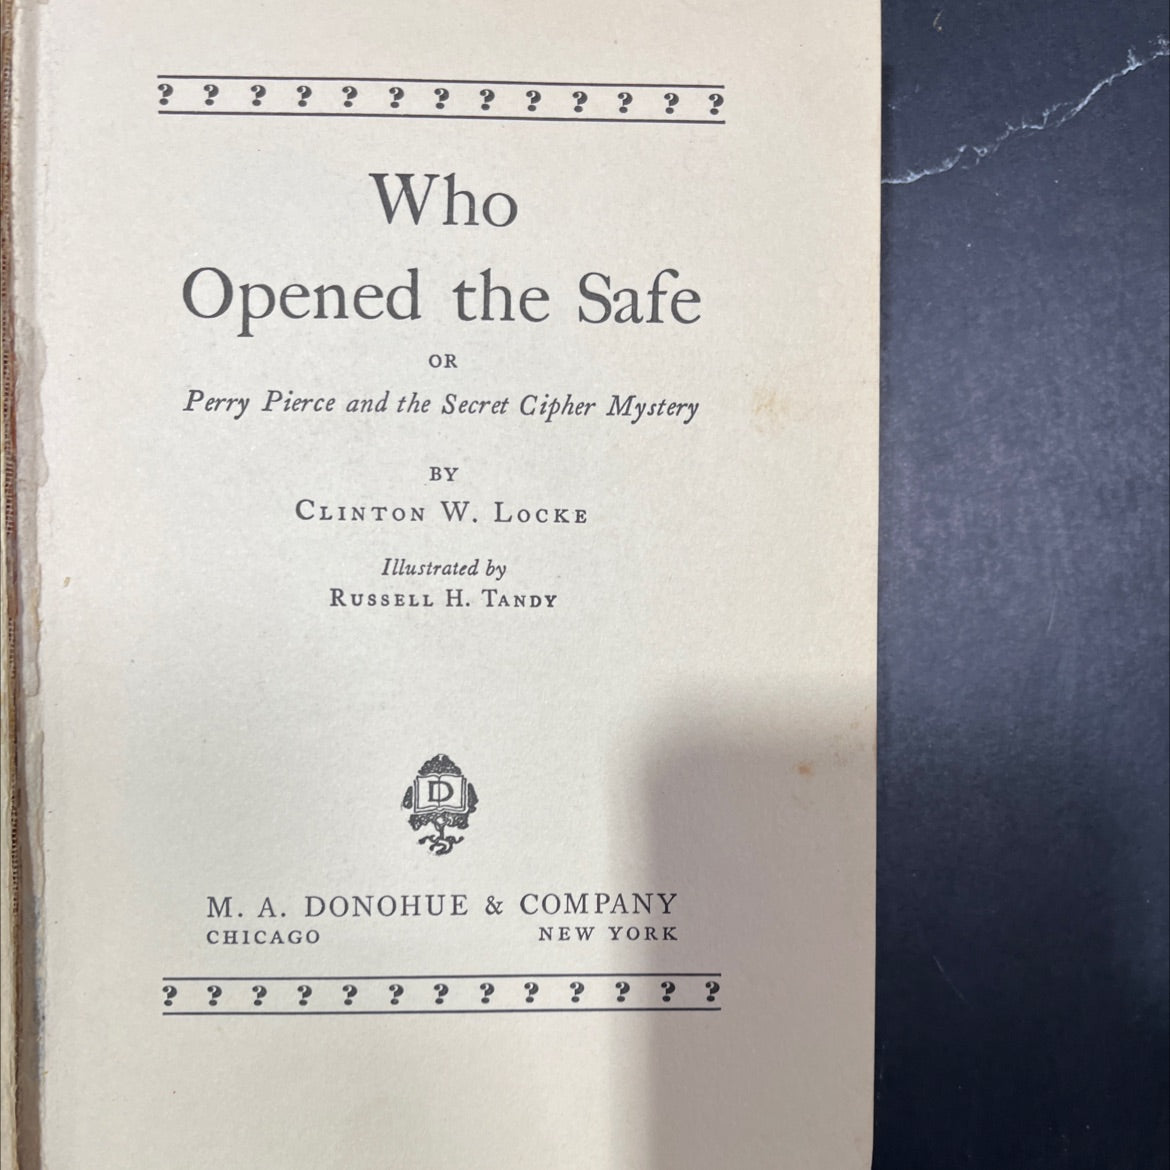 ? ? ? ? ? ? ? ? ? ? ? ? ?
Who
Opened the Safe
OR
Perry Pierce and the Secret Cipher Mystery
BY
CLINTON W. LOCKE
Illustrated by
RUSSELL H. TANDY
D
M. A. DONOHUE & COMPANY
CHICAGO NEW YORK
? ? ? ? ? ? ? ? ? ? ? ? ?